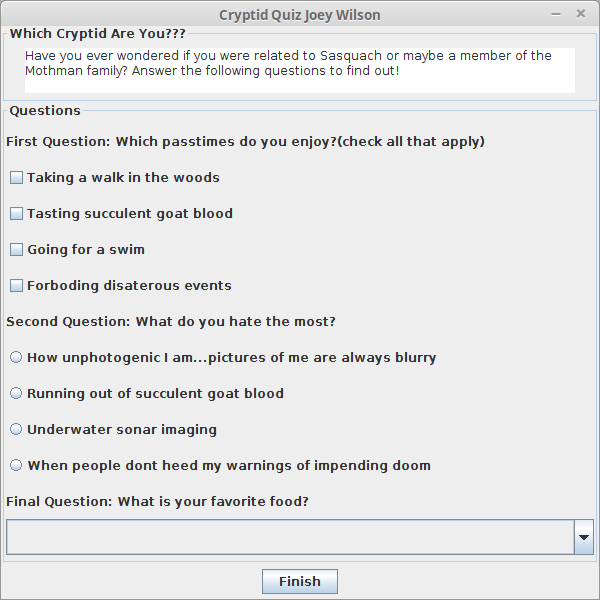 Cryptid Quiz Joey Wilson
Which Cryptid Are You???
Have you ever wondered if you were related to Sasquach or maybe a member of the
Mothman family? Answer the following questions to find out!
Questions
First Question: Which passtimes do you enjoy?(check all that apply)
Taking a walk in the woods
Tasting succulent goat blood
Going for a swim
Forboding disaterous events
Second Question: What do you hate the most?
How unphotogenic I am...pictures of me are always blurry
Running out of succulent goat blood
Underwater sonar imaging
When people dont heed my warnings of impending doom
Final Question: What is your favorite food?
Finish